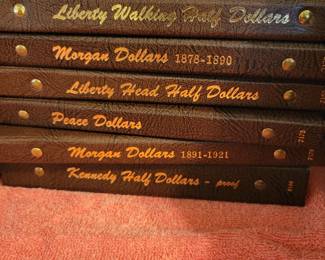 Liberty Walking Half Dollars
Morgan Dollars 1878-1890
Liberty Head Half Dollars
Peace Dollars 7175
Morgan Dollars 1891-1921
Kennedy Half Dollars - proof